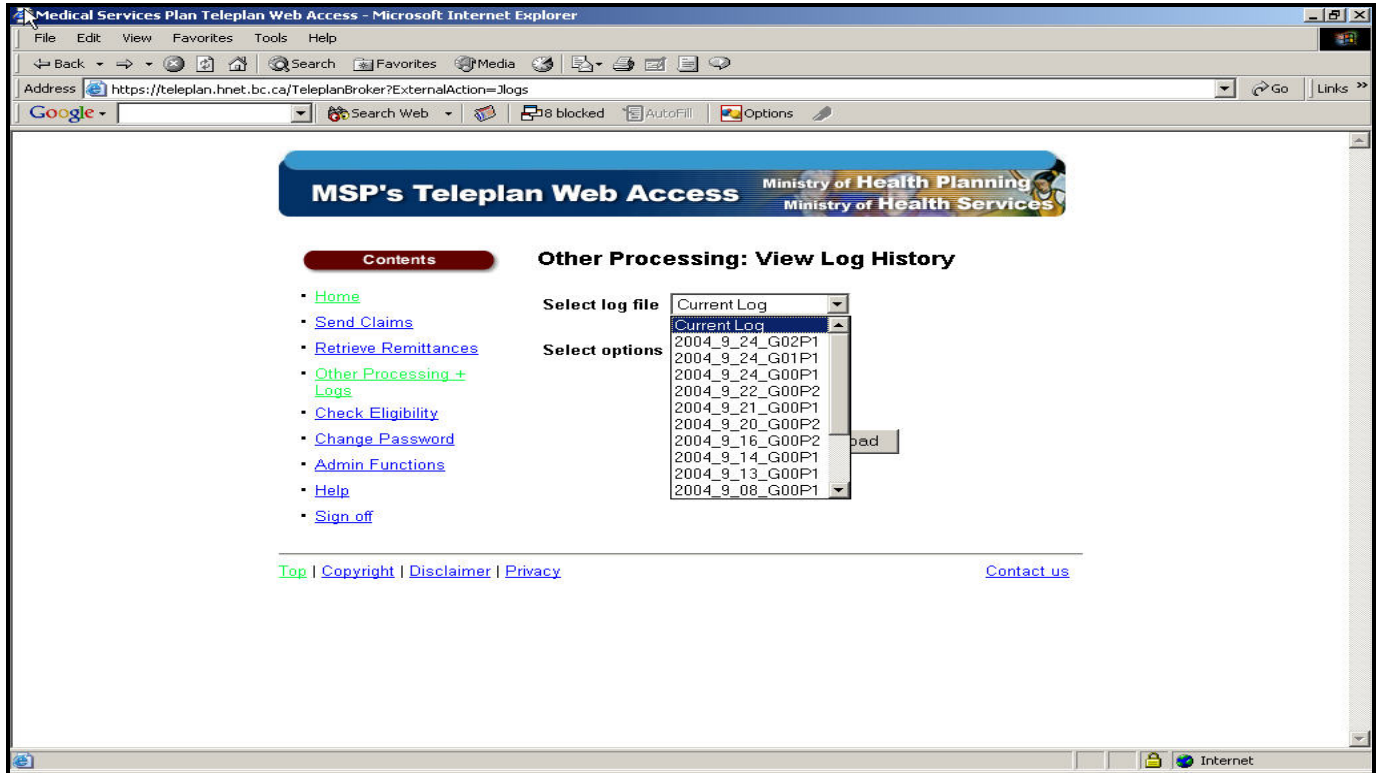 Medical Services Plan Teleplan Web Access - Microsoft Internet Explorer
File Edit View Favorites Tools Help
Back Search Favorites Media
Address https://teleplan.hnet.bc.ca/TeleplanBroker?ExternalAction=Jlogs Go Links »
Google Search Web 8 blocked AutoFill Options
MSP's Teleplan Web Access
Ministry of Health Planning
Ministry of Health Services
Contents
Home
Send Claims
Retrieve Remittances
Other Processing +
Logs
Check Eligibility
Change Password
Admin Functions
Help
Sign off
Other Processing: View Log History
Select log file Current Log
Current Log
2004_9_24_G02P1
Select options
2004_9_24_G01P1
2004_9_24_G00P1
2004_9_22_G00P2
2004_9_21_G00P1
2004_9_20_G00P2
2004_9_16_G00P2
2004_9_14_G00P1
2004_9_13_G00P1
2004_9_08_G00P1
oad
Top | Copyright | Disclaimer | Privacy
Contact us
Internet